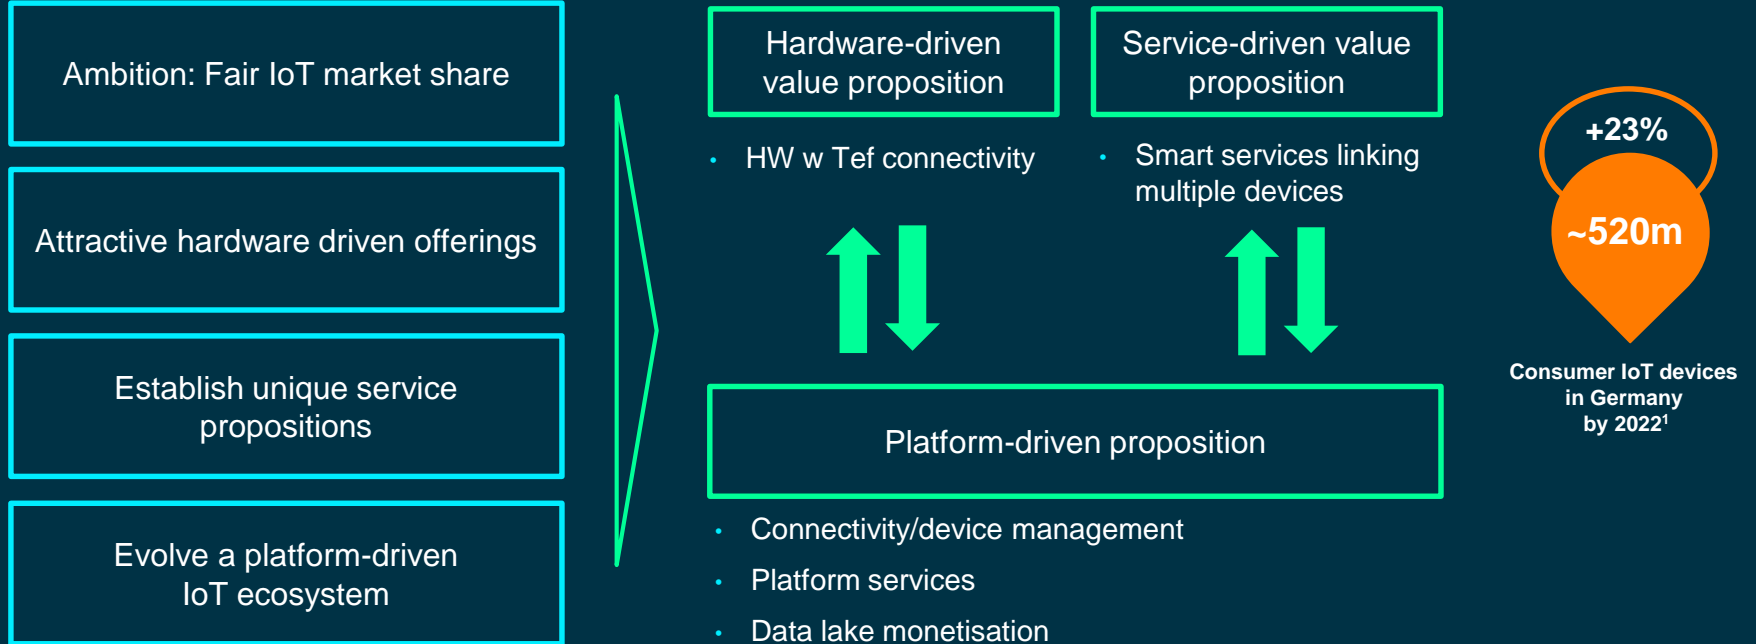 Ambition: Fair IoT market share
Attractive hardware driven offerings
Establish unique service
propositions
Evolve a platform-driven
IoT ecosystem
Hardware-driven
value proposition
• HW w Tef connectivity
Service-driven value
proposition
• Smart services linking
multiple devices
Platform-driven proposition
• Connectivity/device management
• Platform services
• Data lake monetisation
+23%
~520m
Consumer IoT devices
in Germany
by 2022¹